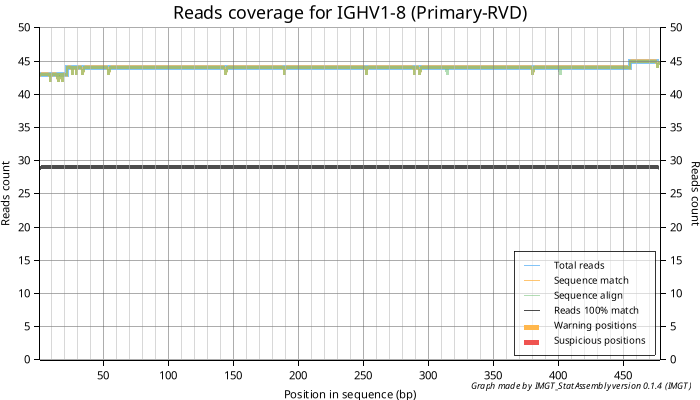 Reads coverage for IGHV1-8 (Primary-RVD)
50 50
45 45
40 40
35 35
30 30
25 25
20 20
15 15
10 10
5 5
0 0
Reads count
Reads count
Total reads
Sequence match
Sequence align
Reads 100% match
Warning positions
Suspicious positions
50 100 150 200 250 300 350 400 450
Position in sequence (bp)
Graph made by IMGT_StatAssembly version 0.1.4 (IMGT)